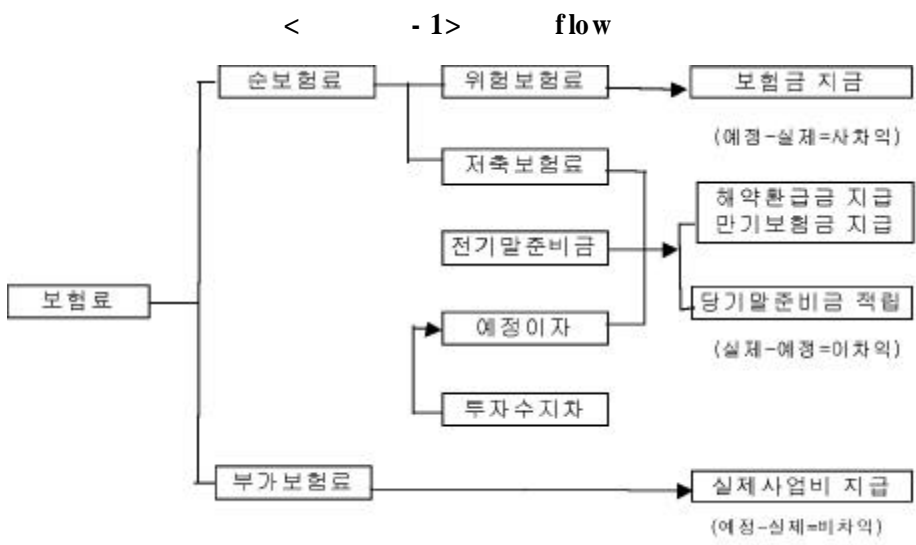 < - 1> flow
순보험료 위험보험료 보험금 지급
(예정-실제=사차익)
저축보험료
해약환급금 지급
만기보험금 지급
전기말준비금
보험료
당기말준비금 적립
예정이자
(실제-예정=이차익)
투자수지차
부가보험료 실제사업비 지급
(예정-실제=비차익)